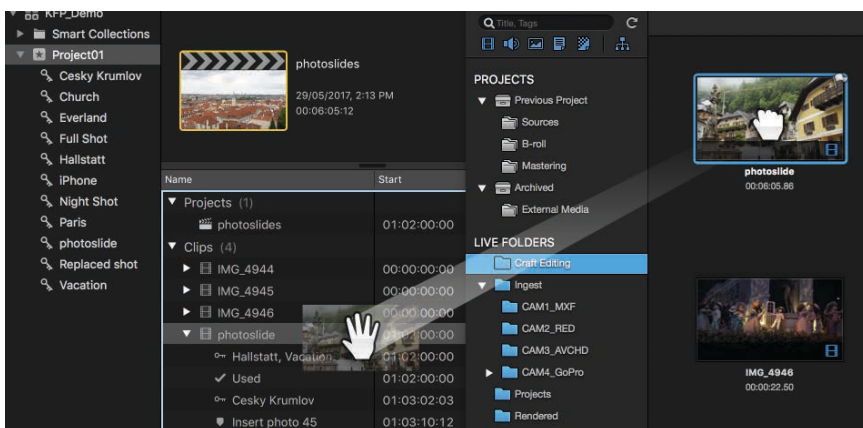 KFP_Demo
Smart Collections
Project01
Cesky Krumlov
Church
Everland
Full Shot
Hallstatt
iPhone
Night Shot
Paris
photoslide
Replaced shot
Vacation
photoslides
29/05/2017, 2:13 PM
00:06:05:12
Name Start
Projects (1)
photoslides 01:02:00:00
Clips (4)
IMG_4944 00:00:00:00
IMG_4945 00:00:00:00
IMG_4946 00:00:00:00
photoslide 01:02:00:00
Hallstatt, Vacation 01:02:00:00
Used 01:02:00:00
Cesky Krumlov 01:03:02:03
Insert photo 45 01:03:10:12
Title, Tags
PROJECTS
Previous Project
Sources
B-roll
Mastering
Archived
External Media
LIVE FOLDERS
Craft Editing
Ingest
CAM1_MXF
CAM2_RED
CAM3_AVCHD
CAM4_GoPro
Projects
Rendered
photoslide
00:06:05.86
IMG_4946
00:00:22.50